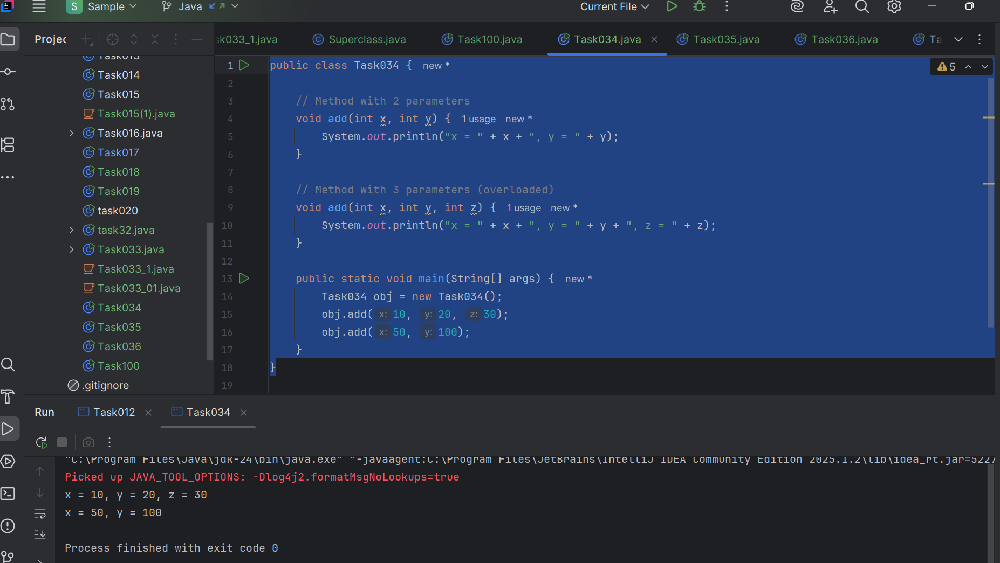 S Sample Java Current File
Project
sk033_1.java Superclass.java Task100.java Task034.java Task035.java Task036.java Ta
Task013
Task014
Task015
Task015(1).java
Task016.java
Task017
Task018
Task019
task020
task32.java
Task033.java
Task033_1.java
Task033_01.java
Task034
Task035
Task036
Task100
.gitignore
5
1 public class Task034 { new *
2
3 // Method with 2 parameters
4 void add(int x, int y) { 1 usage new *
5 System.out.println("x = " + x + ", y = " + y);
6 }
7
8 // Method with 3 parameters (overloaded)
9 void add(int x, int y, int z) { 1 usage new *
10 System.out.println("x = " + x + ", y = " + y + ", z = " + z);
11 }
12
13 public static void main(String[] args) { new *
14 Task034 obj = new Task034();
15 obj.add( x: 10, y: 20, z: 30);
16 obj.add( x: 50, y: 100);
17 }
18 }
19
Run Task012 Task034
"C:\Program Files\Java\jdk-24\bin\java.exe" "-javaagent:C:\Program Files\JetBrains\IntelliJ IDEA Community Edition 2025.1.2\lib\idea_rt.jar=5227
Picked up JAVA_TOOL_OPTIONS: -Dlog4j2.formatMsgNoLookups=true
x = 10, y = 20, z = 30
x = 50, y = 100
Process finished with exit code 0